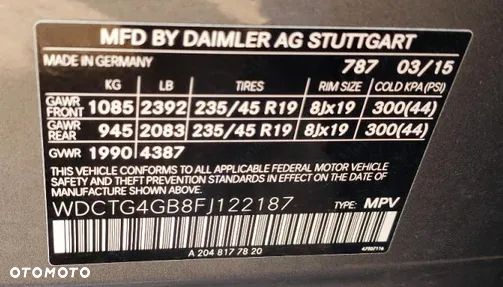 MFD BY DAIMLER AG STUTTGART
MADE IN GERMANY 787 03/15
KG LB TIRES RIM SIZE COLD KPA(PSI)
GAWR FRONT 1085 2392 235/45 R19 8Jx19 300(44)
GAWR REAR 945 2083 235/45 R19 8Jx19 300(44)
GVWR 1990 4387
THIS VEHICLE CONFORMS TO ALL APPLICABLE FEDERAL MOTOR VEHICLE
SAFETY, BUMPER, AND THEFT PREVENTION STANDARDS IN EFFECT
ON THE DATE OF MANUFACTURE SHOWN ABOVE.
WDCTG4GB8FJ122187 TYPE: MPV
A 204 817 78 20
OTOMOTO